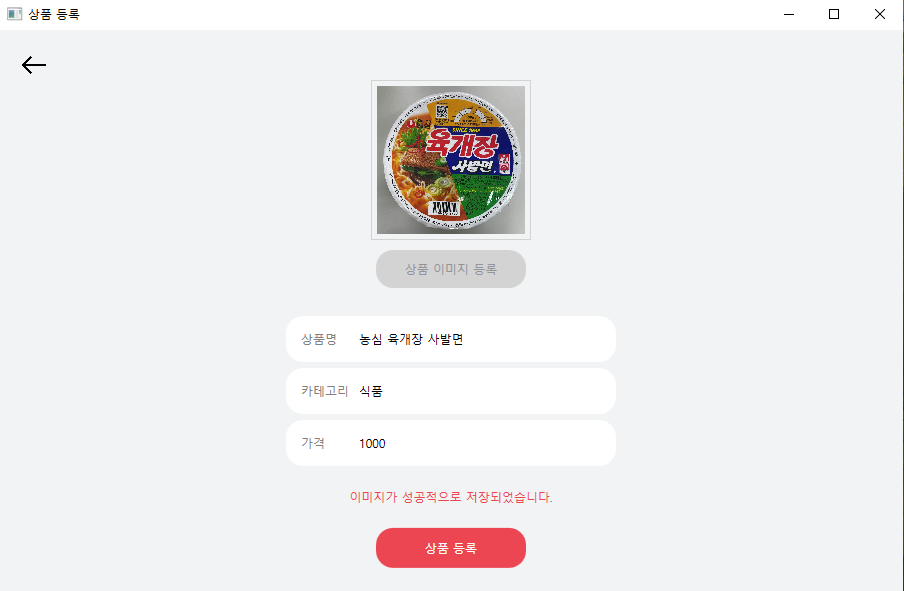 상품 등록
SINCE 1982
육개장
사발면
상품 이미지 등록
상품명 농심 육개장 사발면
카테고리 식품
가격 1000
이미지가 성공적으로 저장되었습니다.
상품 등록